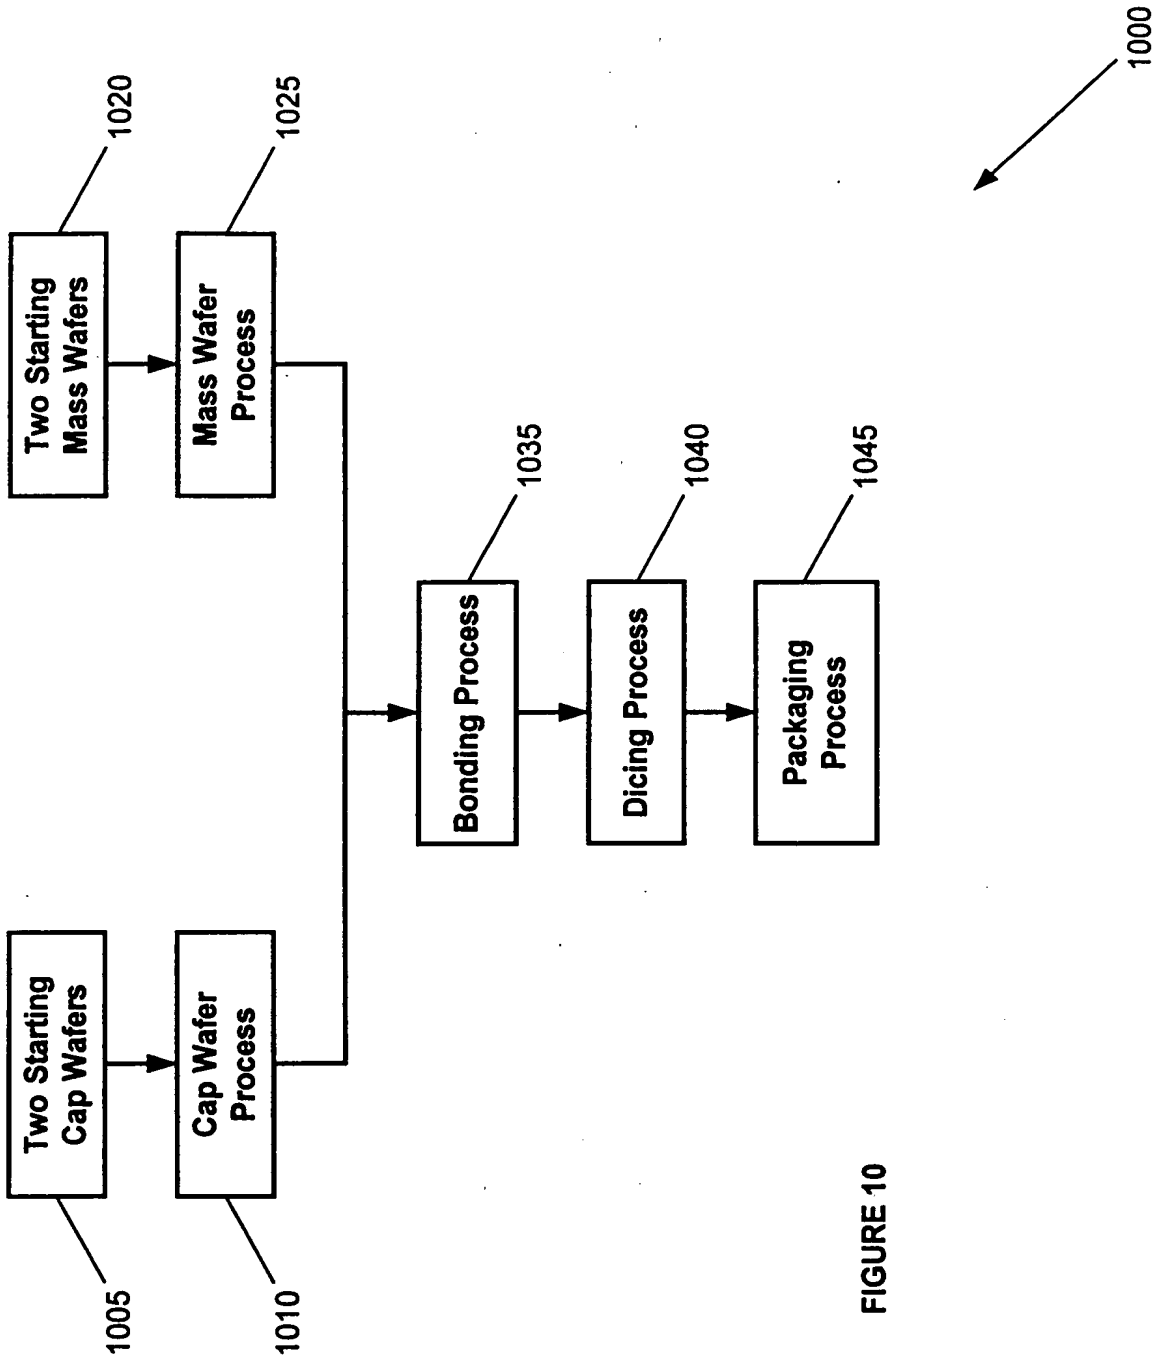 1005
Two Starting
Cap Wafers
1010
Cap Wafer
Process
Two Starting
Mass Wafers
1020
Mass Wafer
Process
1025
Bonding Process
1035
Dicing Process
1040
Packaging
Process
1045
FIGURE 10
1000